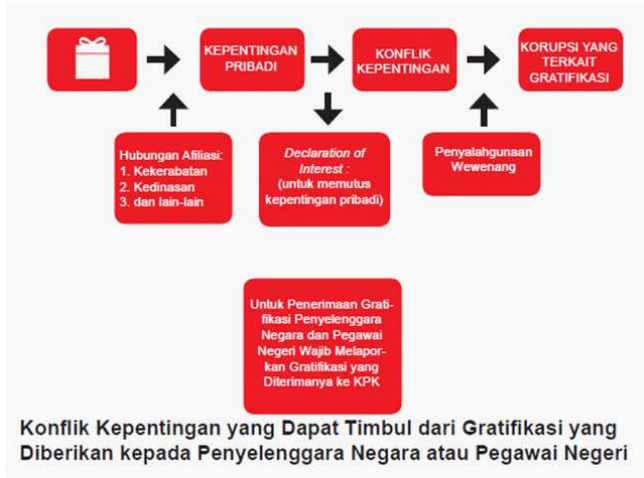 KEPENTINGAN
PRIBADI
KONFLIK
KEPENTINGAN
KORUPSI YANG
TERKAIT
GRATIFIKASI
Hubungan Afiliasi:
1. Kekerabatan
2. Kedinasan
3. dan lain-lain
Declaration of
Interest :
(untuk memutus
kepentingan pribadi)
Penyalahgunaan
Wewenang
Untuk Penerimaan Grati-
fikasi Penyelenggara
Negara dan Pegawai
Negeri Wajib Melapor-
kan Gratifikasi yang
Diterimanya ke KPK
Konflik Kepentingan yang Dapat Timbul dari Gratifikasi yang
Diberikan kepada Penyelenggara Negara atau Pegawai Negeri